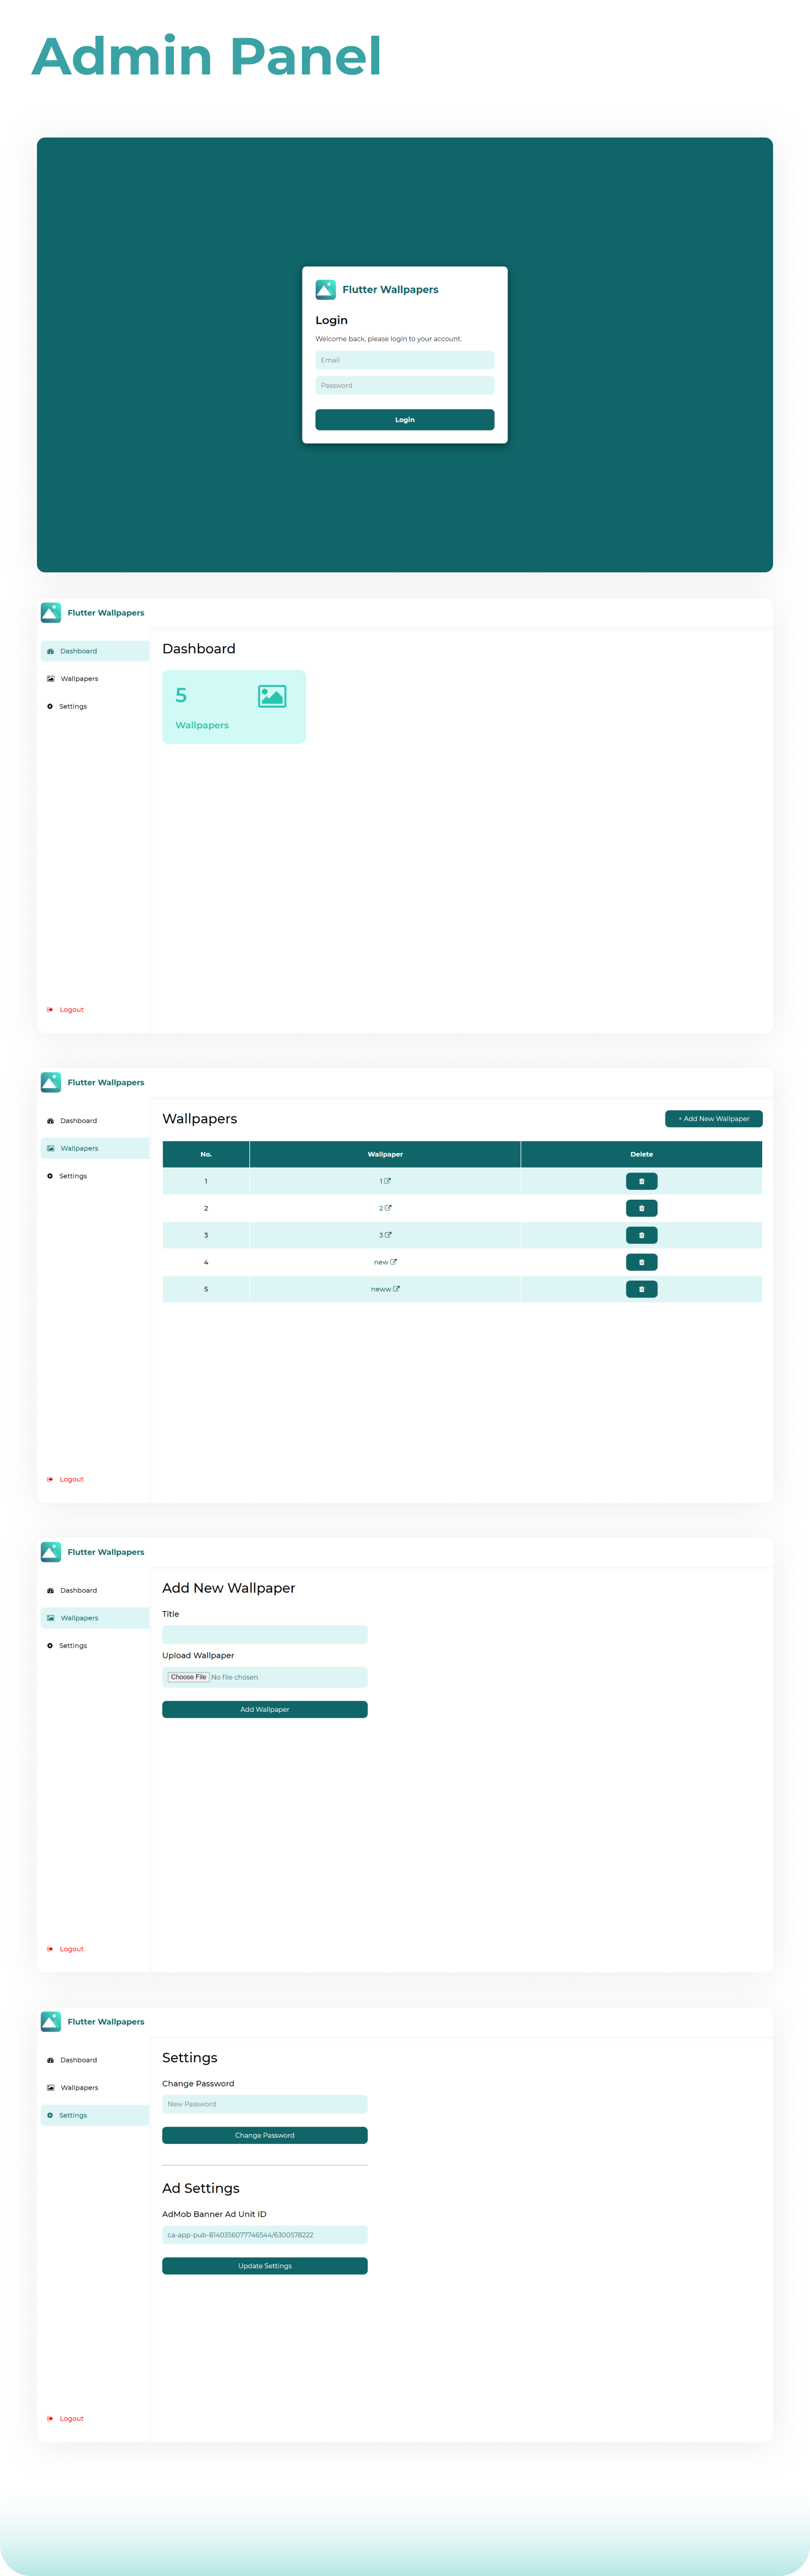 Admin Panel
Flutter Wallpapers
Login
Welcome back, please login to your account.
Email
Password
Login
Flutter Wallpapers
Dashboard
Wallpapers
Settings
Logout
Dashboard
5
Wallpapers
Flutter Wallpapers
Dashboard
Wallpapers
Settings
Logout
Wallpapers
+ Add New Wallpaper
No. Wallpaper Delete
1 1
2 2
3 3
4 new
5 neww
Flutter Wallpapers
Dashboard
Wallpapers
Settings
Logout
Add New Wallpaper
Title
Upload Wallpaper
Choose File No file chosen
Add Wallpaper
Flutter Wallpapers
Dashboard
Wallpapers
Settings
Logout
Settings
Change Password
New Password
Change Password
Ad Settings
AdMob Banner Ad Unit ID
ca-app-pub-8140356077746544/6300578222
Update Settings